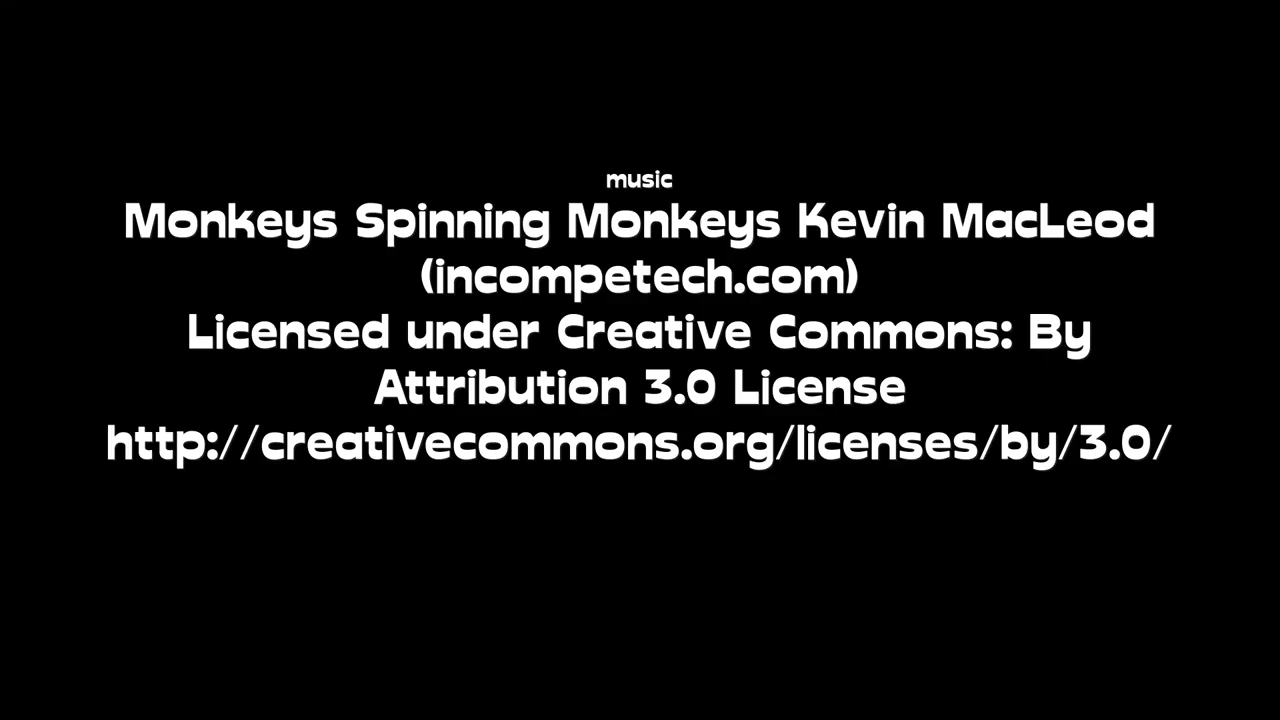 music
Monkeys Spinning Monkeys Kevin MacLeod
(incompetech.com)
Licensed under Creative Commons: By
Attribution 3.0 License
http://creativecommons.org/licenses/by/3.0/